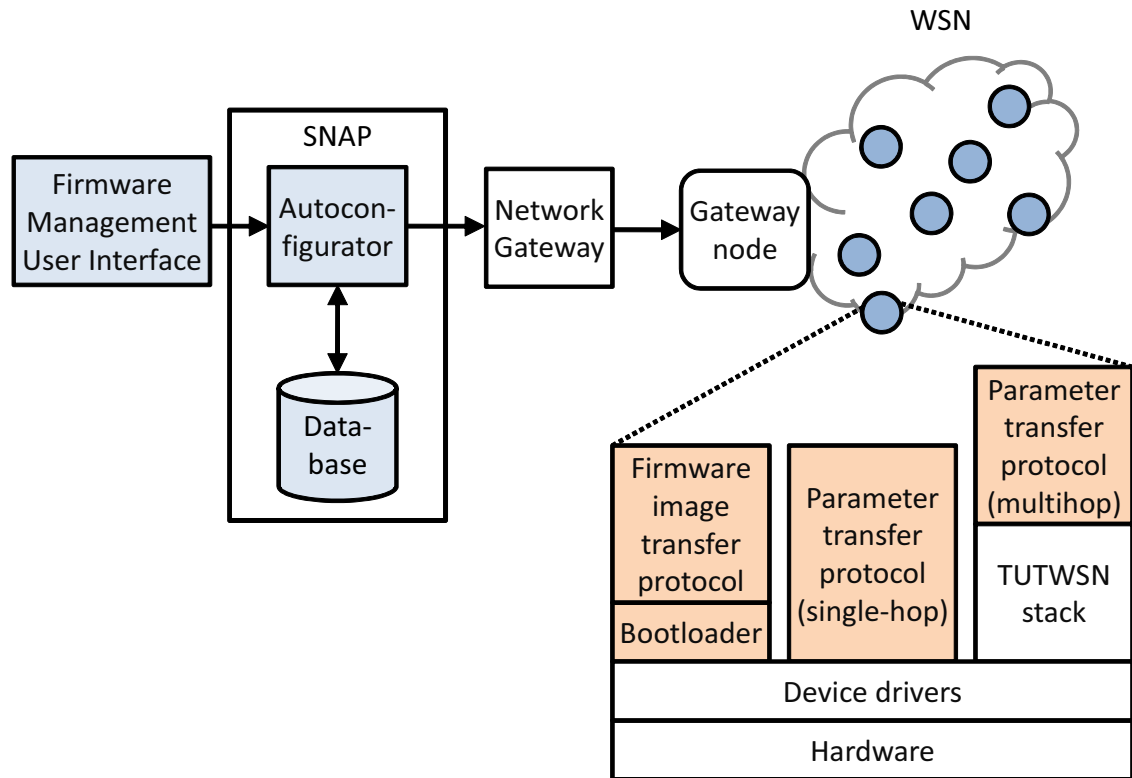 WSN
SNAP
Firmware
Management
User Interface
Autocon-
figurator
Network
Gateway
Gateway
node
Data-
base
Firmware
image
transfer
protocol
Bootloader
Parameter
transfer
protocol
(single-hop)
Parameter
transfer
protocol
(multihop)
TUTWSN
stack
Device drivers
Hardware